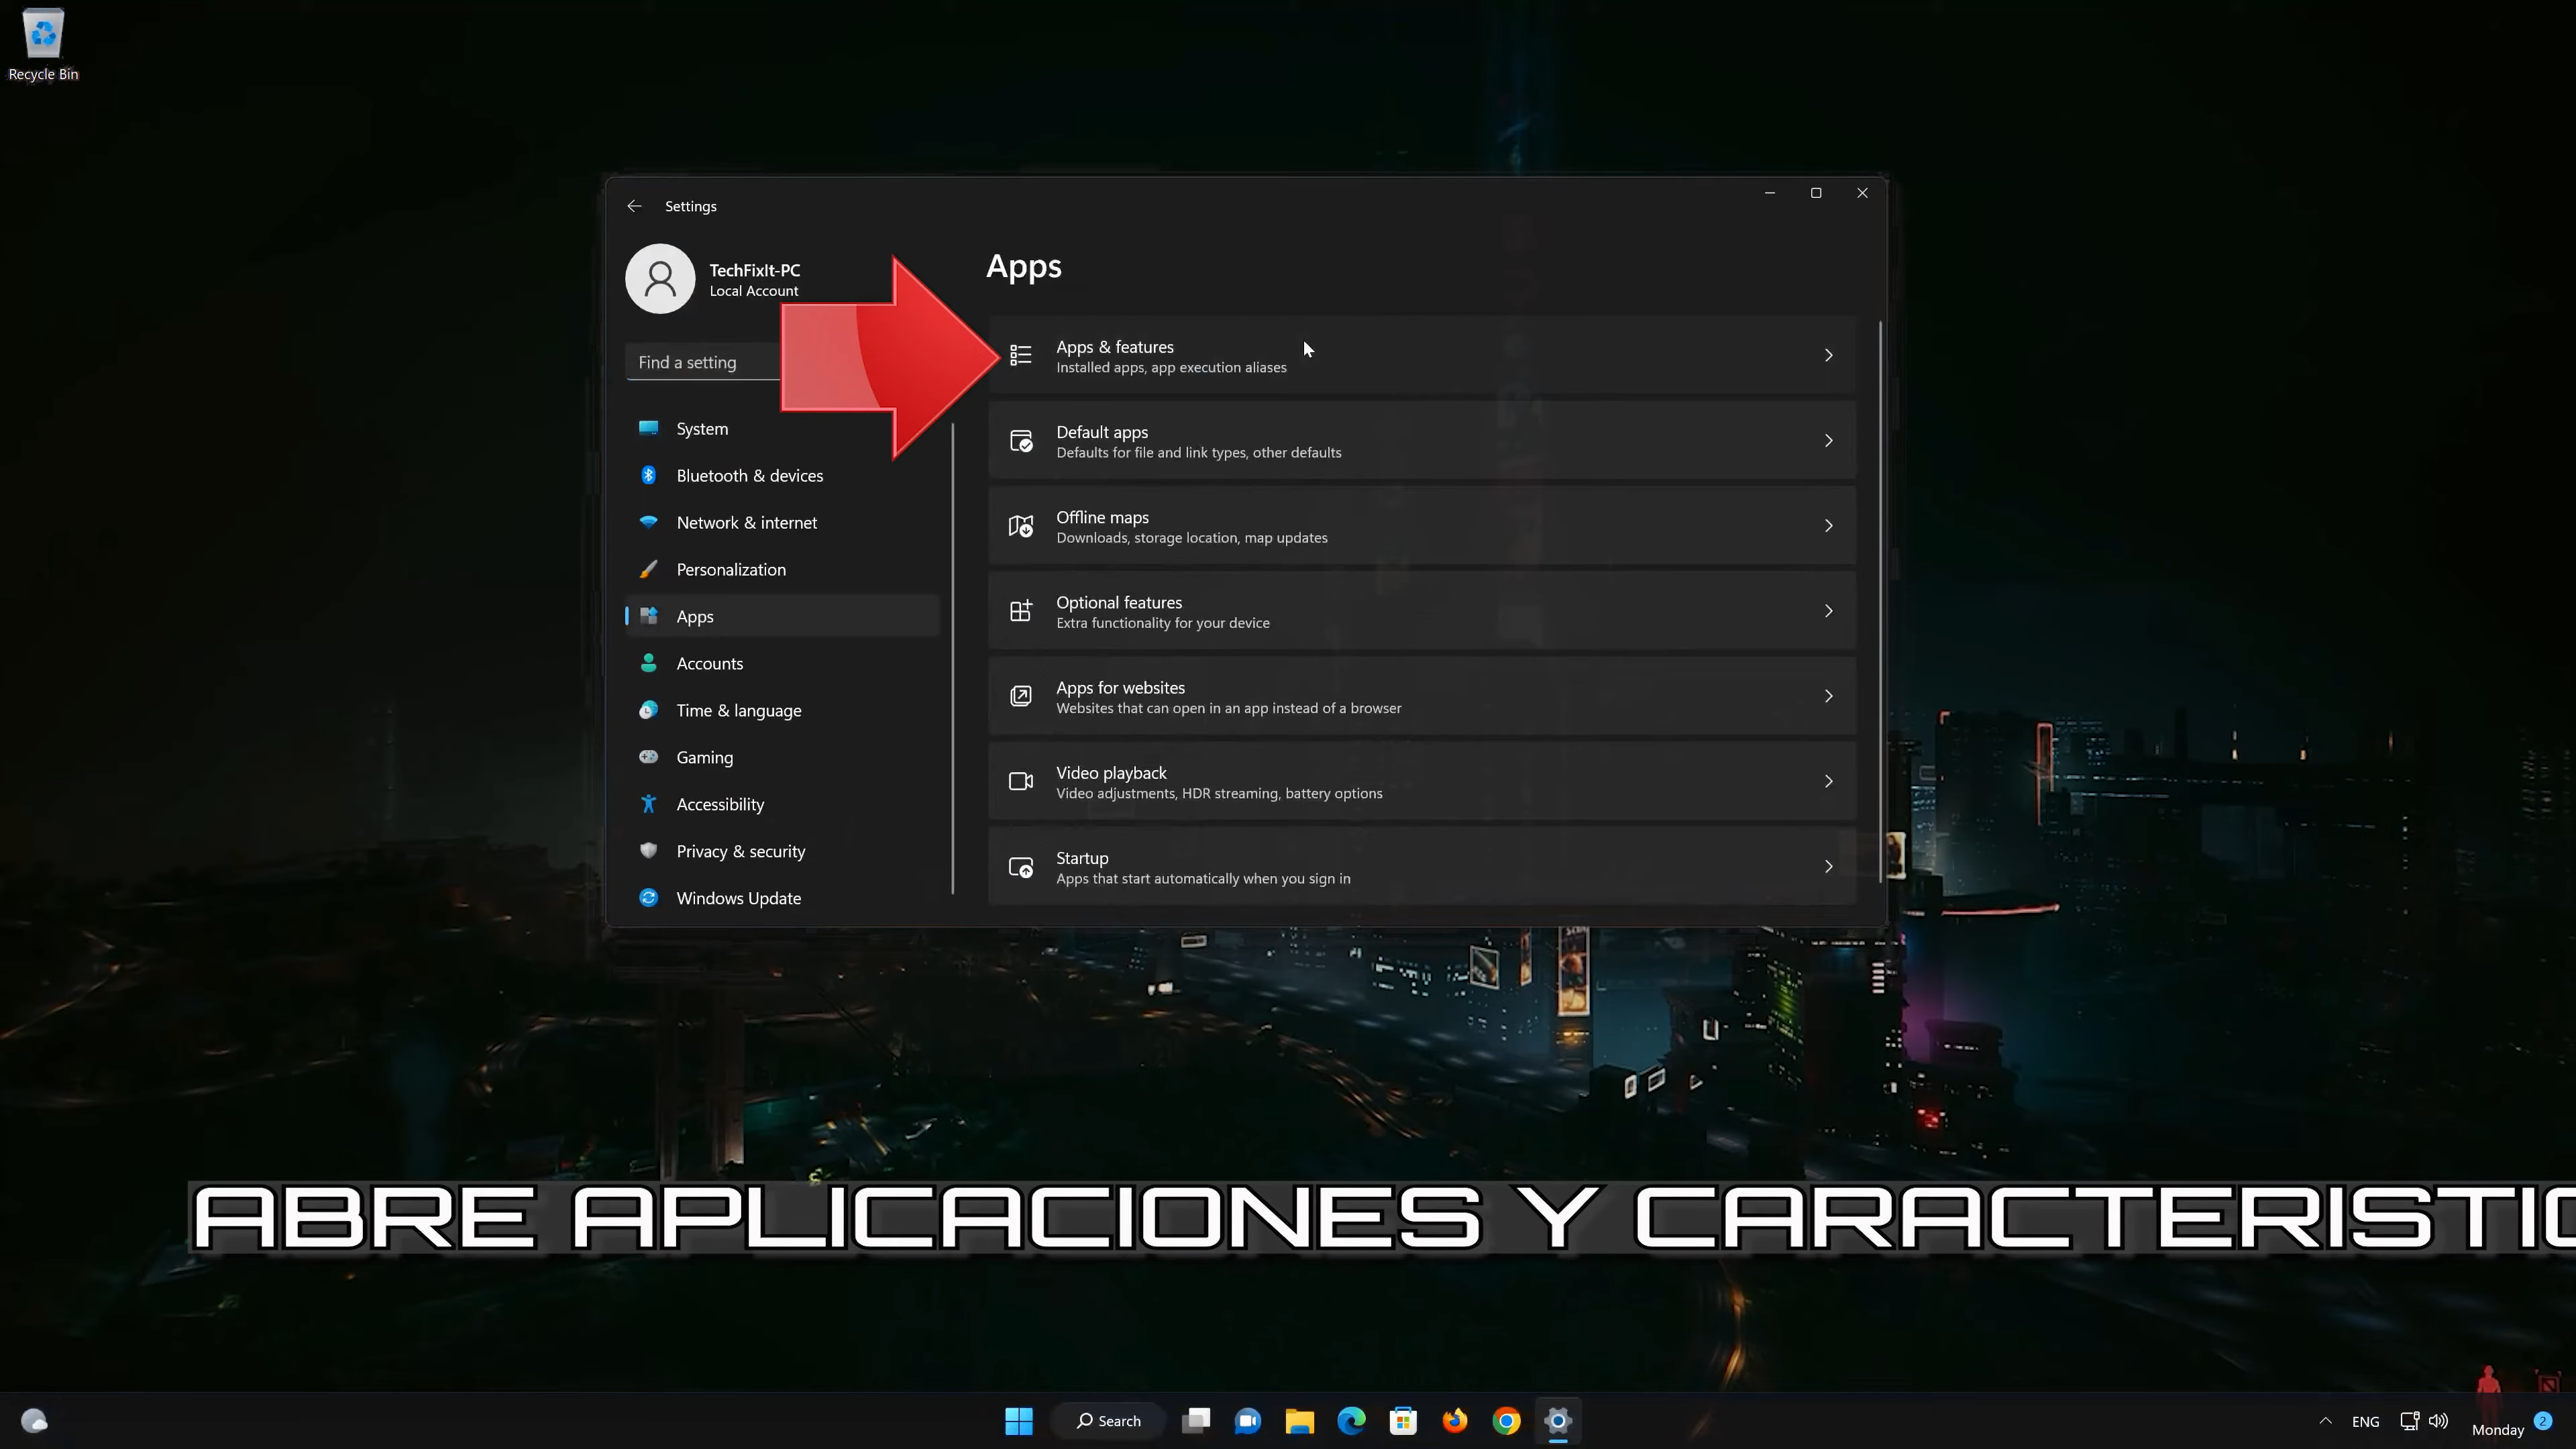 Recycle Bin
Settings
TechFixIt-PC
Local Account
Find a setting
System
Bluetooth & devices
Network & internet
Personalization
Apps
Accounts
Time & language
Gaming
Accessibility
Privacy & security
Windows Update
Apps
Apps & features
Installed apps, app execution aliases
Default apps
Defaults for file and link types, other defaults
Offline maps
Downloads, storage location, map updates
Optional features
Extra functionality for your device
Apps for websites
Websites that can open in an app instead of a browser
Video playback
Video adjustments, HDR streaming, battery options
Startup
Apps that start automatically when you sign in
ABRE APLICACIONES Y CARACTERISTIC
Search
ENG
Monday
2